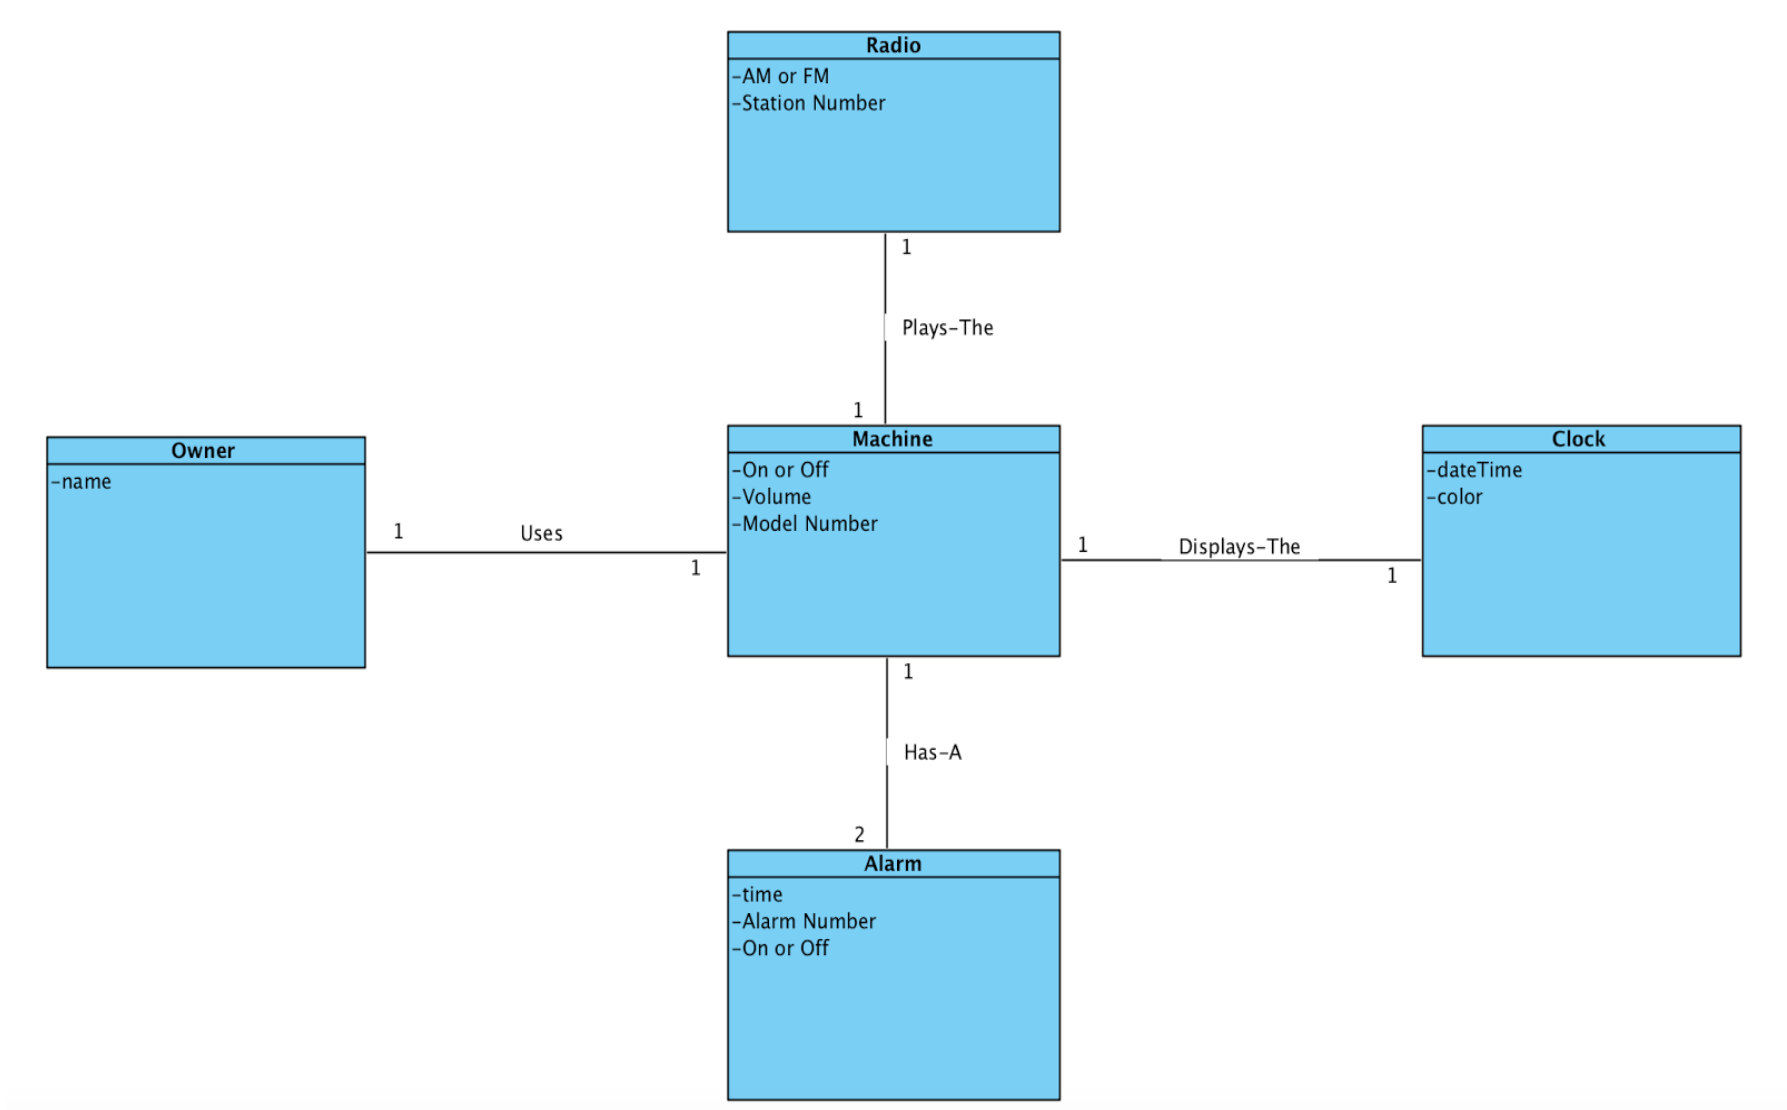 Radio
-AM or FM
-Station Number
1
Plays-The
1
Owner
-name
1
Uses
1
Machine
-On or Off
-Volume
-Model Number
1
Displays-The
1
Clock
-dateTime
-color
1
Has-A
2
Alarm
-time
-Alarm Number
-On or Off